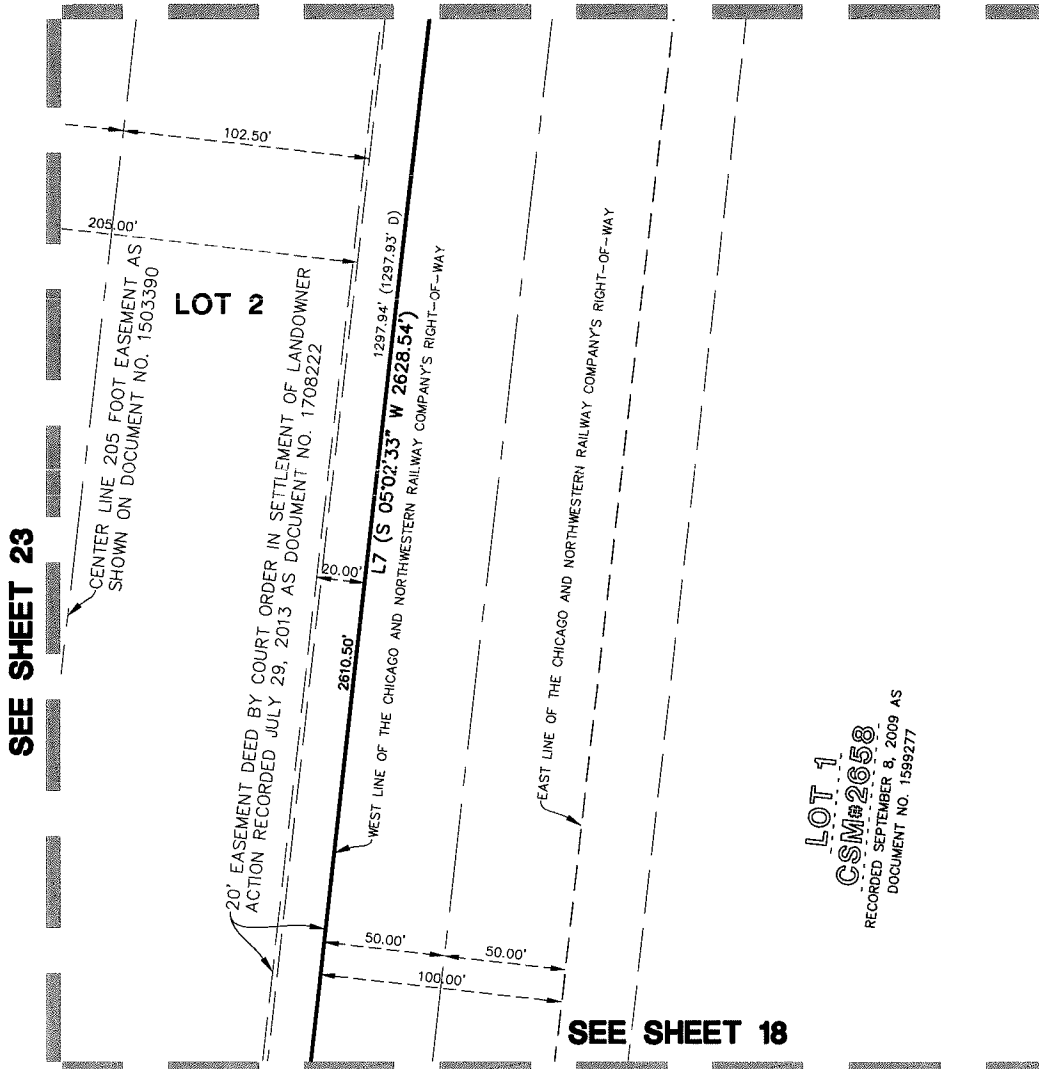 102.50'
205.00'
LOT 2
CENTER LINE 205 FOOT EASEMENT AS
SHOWN ON DOCUMENT NO. 1503390
SEE SHEET 23
20' EASEMENT DEED BY COURT ORDER IN SETTLEMENT OF LANDOWNER
ACTION RECORDED JULY 29, 2013 AS DOCUMENT NO. 1708222
20.00'
2610.50'
1297.94' (1297.93' D)
L7 (S 05°02'33" W 2628.54')
WEST LINE OF THE CHICAGO AND NORTHWESTERN RAILWAY COMPANY'S RIGHT-OF-WAY
EAST LINE OF THE CHICAGO AND NORTHWESTERN RAILWAY COMPANY'S RIGHT-OF-WAY
LOT 1
CSM#2658
RECORDED SEPTEMBER 8, 2009 AS
DOCUMENT NO. 1599277
50.00'
50.00'
100.00'
SEE SHEET 18